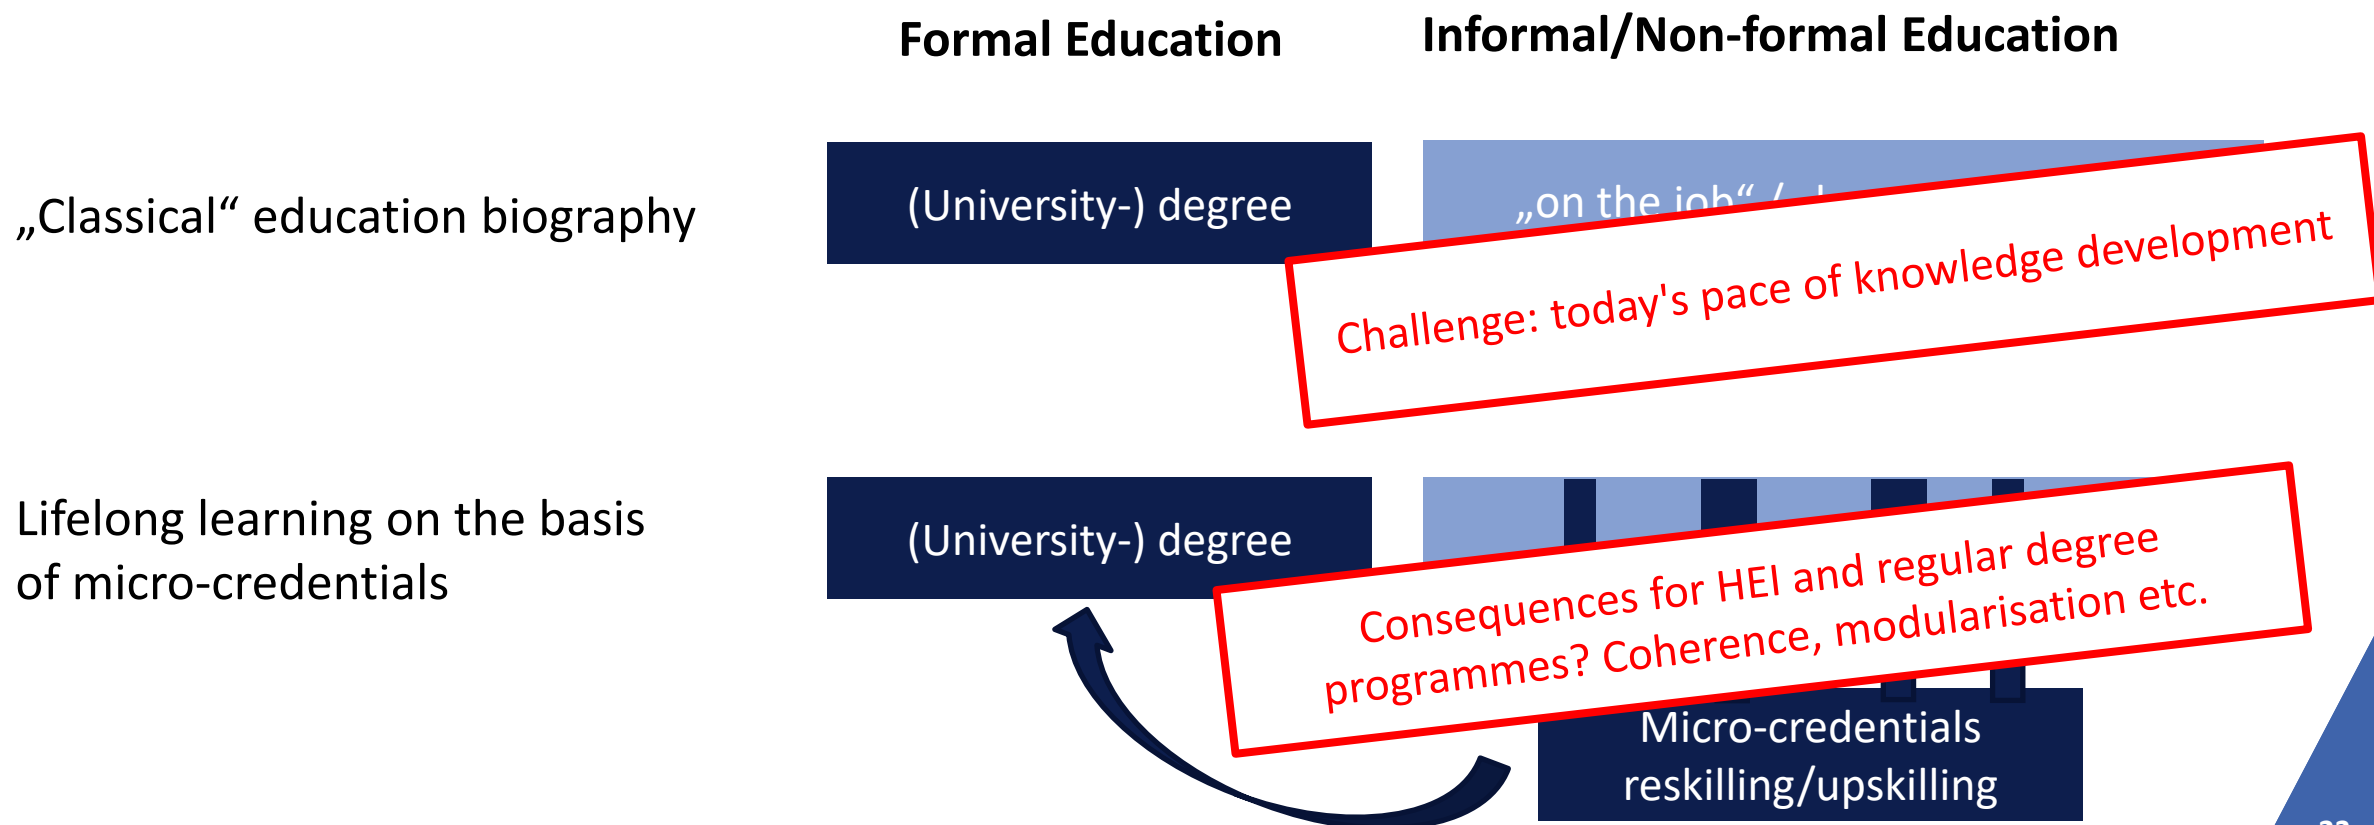 Formal Education
Informal/Non-formal Education
„Classical“ education biography
(University-) degree
„on the job“ /
Challenge: today's pace of knowledge development
Lifelong learning on the basis
of micro-credentials
(University-) degree
Consequences for HEI and regular degree
programmes? Coherence, modularisation etc.
Micro-credentials
reskilling/upskilling